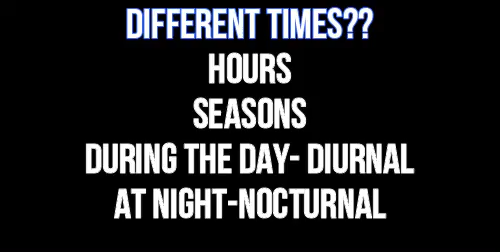 DIFFERENT TIMES??
HOURS
SEASONS
DURING THE DAY- DIURNAL
AT NIGHT-NOCTURNAL